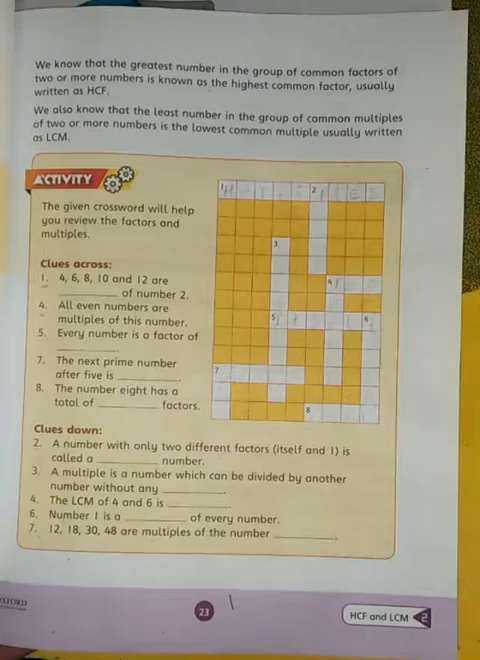 We know that the greatest number in the group of common factors of
two or more numbers is known as the highest common factor, usually
written as HCF.
We also know that the least number in the group of common multiples
of two or more numbers is the lowest common multiple usually written
as LCM.
ACTIVITY
The given crossword will help
you review the factors and
multiples.
Clues across:
1. 4, 6, 8, 10 and 12 are
__________ of number 2.
4. All even numbers are
multiples of this number.
5. Every number is a factor of
__________.
7. The next prime number
after five is __________.
8. The number eight has a
total of __________ factors.
Clues down:
2. A number with only two different factors (itself and 1) is
called a __________ number.
3. A multiple is a number which can be divided by another
number without any __________.
4. The LCM of 4 and 6 is __________.
6. Number 1 is a __________ of every number.
7. 12, 18, 30, 48 are multiples of the number __________.
1 2
3
4
5 6
7
8
23
HCF and LCM 2